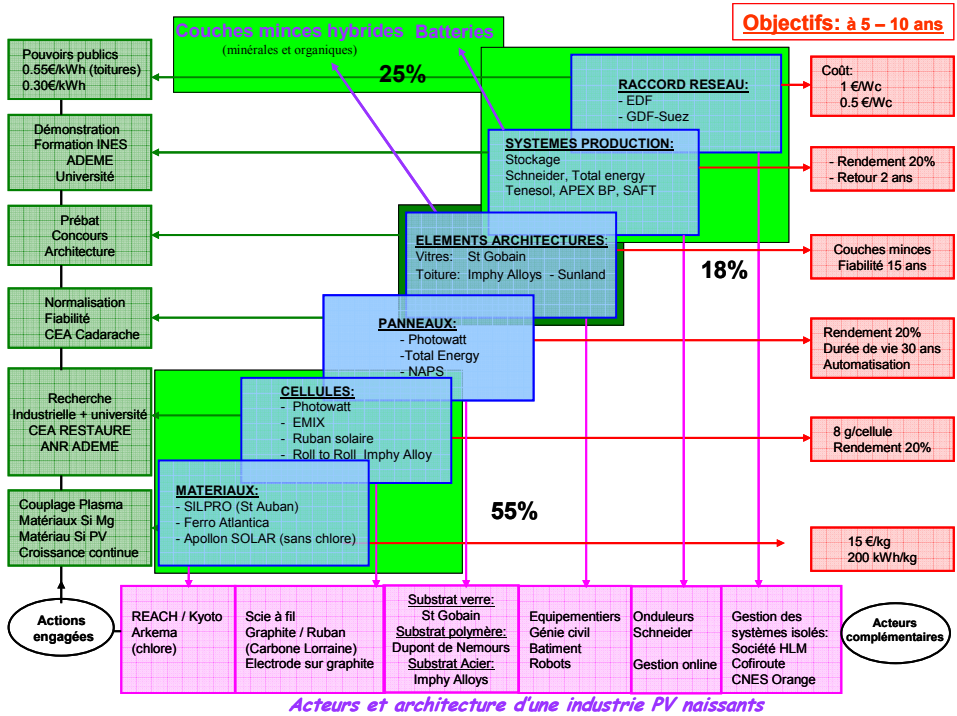 Couches minces hybrides
(minérales et organiques)
Batteries
25%
Objectifs: à 5 – 10 ans
Pouvoirs publics
0.55€/kWh (toitures)
0.30€/kWh
RACCORD RESEAU:
- EDF
- GDF-Suez
Coût:
1 €/Wc
0.5 €/Wc
Démonstration
Formation INES
ADEME
Université
SYSTEMES PRODUCTION:
Stockage
Schneider, Total energy
Tenesol, APEX BP, SAFT
- Rendement 20%
- Retour 2 ans
Prébat
Concours
Architecture
ELEMENTS ARCHITECTURES:
Vitres: St Gobain
Toiture: Imphy Alloys - Sunland
18%
Couches minces
Fiabilité 15 ans
Normalisation
Fiabilité
CEA Cadarache
PANNEAUX:
- Photowatt
-Total Energy
- NAPS
Rendement 20%
Durée de vie 30 ans
Automatisation
Recherche
Industrielle + université
CEA RESTAURE
ANR ADEME
CELLULES:
- Photowatt
- EMIX
- Ruban solaire
- Roll to Roll Imphy Alloy
8 g/cellule
Rendement 20%
Couplage Plasma
Matériaux Si Mg
Matériau Si PV
Croissance continue
MATERIAUX:
- SILPRO (St Auban)
- Ferro Atlantica
- Apollon SOLAR (sans chlore)
55%
15 €/kg
200 kWh/kg
Actions
engagées
REACH / Kyoto
Arkema
(chlore)
Scie à fil
Graphite / Ruban
(Carbone Lorraine)
Electrode sur graphite
Substrat verre:
St Gobain
Substrat polymère:
Dupont de Nemours
Substrat Acier:
Imphy Alloys
Equipementiers
Génie civil
Batiment
Robots
Onduleurs
Schneider
Gestion online
Gestion des
systèmes isolés:
Société HLM
Cofiroute
CNES Orange
Acteurs
complémentaires
Acteurs et architecture d'une industrie PV naissants